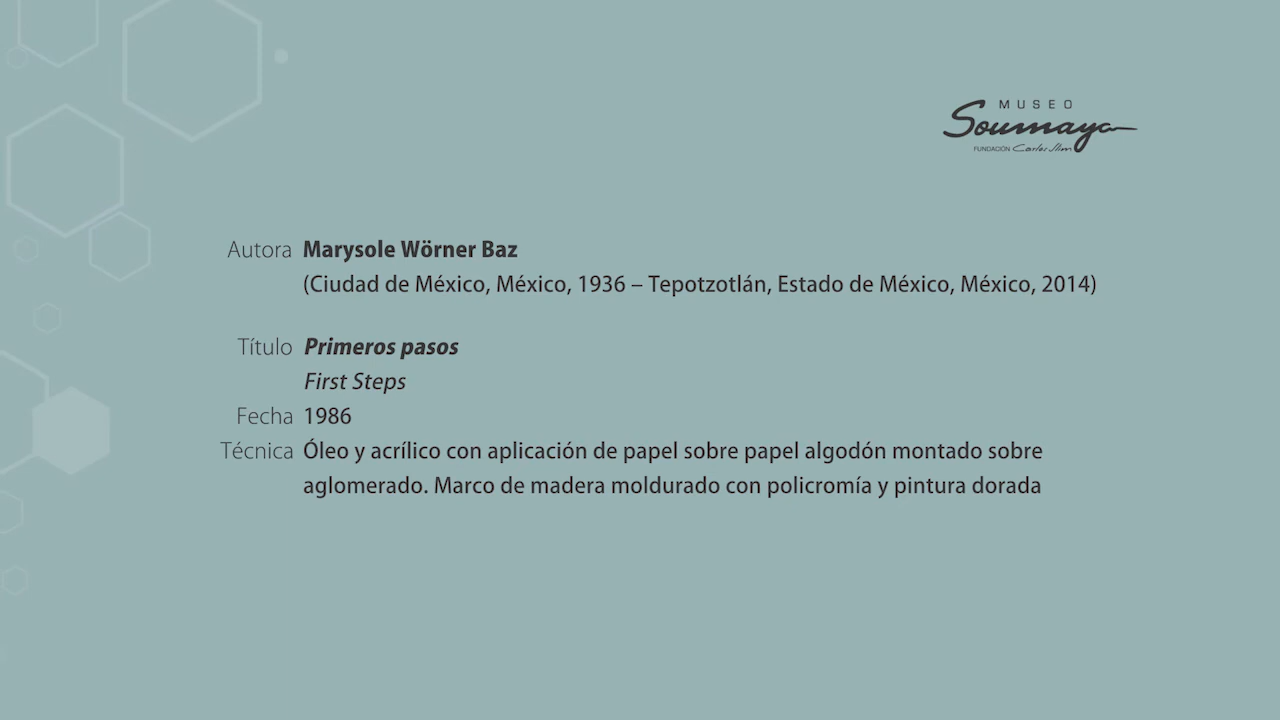 MUSEO
Soumaya
FUNDACIÓN Carlos Slim
Autora Marysole Wörner Baz
(Ciudad de México, México, 1936 – Tepotzotlán, Estado de México, México, 2014)
Título Primeros pasos
First Steps
Fecha 1986
Técnica Óleo y acrílico con aplicación de papel sobre papel algodón montado sobre
aglomerado. Marco de madera moldurado con policromía y pintura dorada